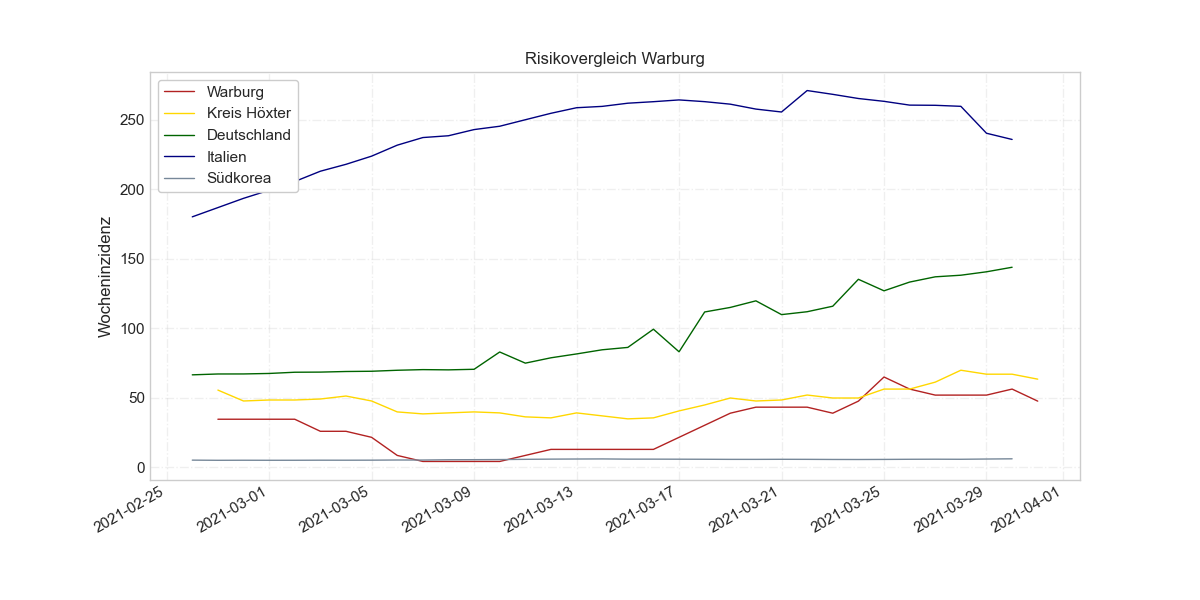 Risikovergleich Warburg
Warburg
Kreis Höxter
Deutschland
Italien
Südkorea
Wocheninzidenz
250
200
150
100
50
0
2021-02-25
2021-03-01
2021-03-05
2021-03-09
2021-03-13
2021-03-17
2021-03-21
2021-03-25
2021-03-29
2021-04-01